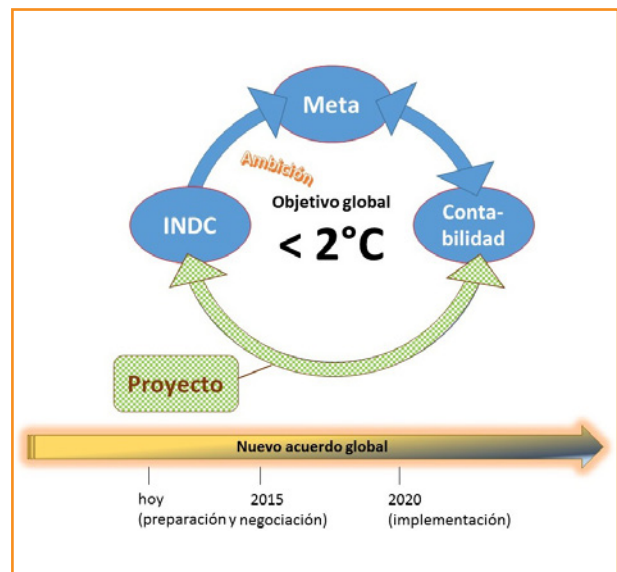 Meta
Ambición
Objetivo global
< 2°C
INDC
Conta-
bilidad
Proyecto
Nuevo acuerdo global
hoy
(preparación y negociación)
2015
2020
(implementación)